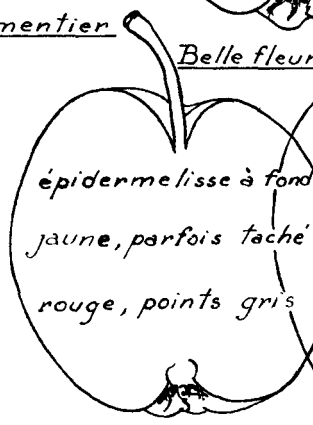 mentier
Belle fleur
épiderme lisse à fond
jaune, parfois taché
rouge, points gris